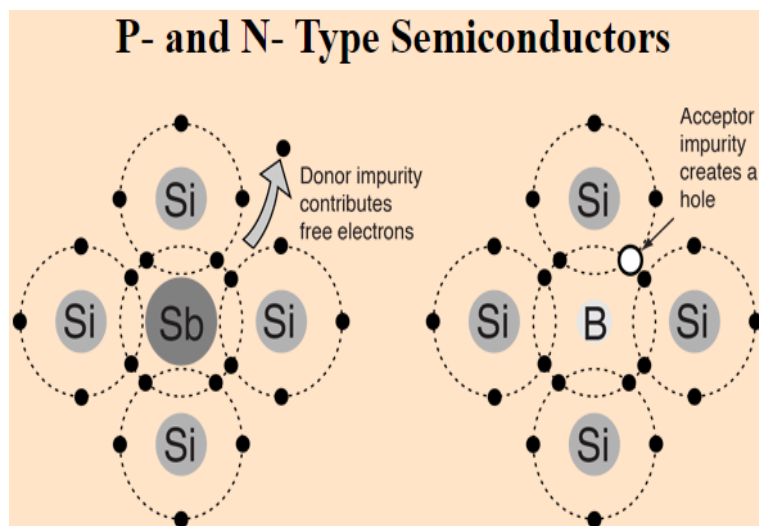 P- and N- Type Semiconductors
Si
Donor impurity
contributes
free electrons
Si
Sb
Si
Si
Acceptor
impurity
creates a
hole
Si
Si
B
Si
Si